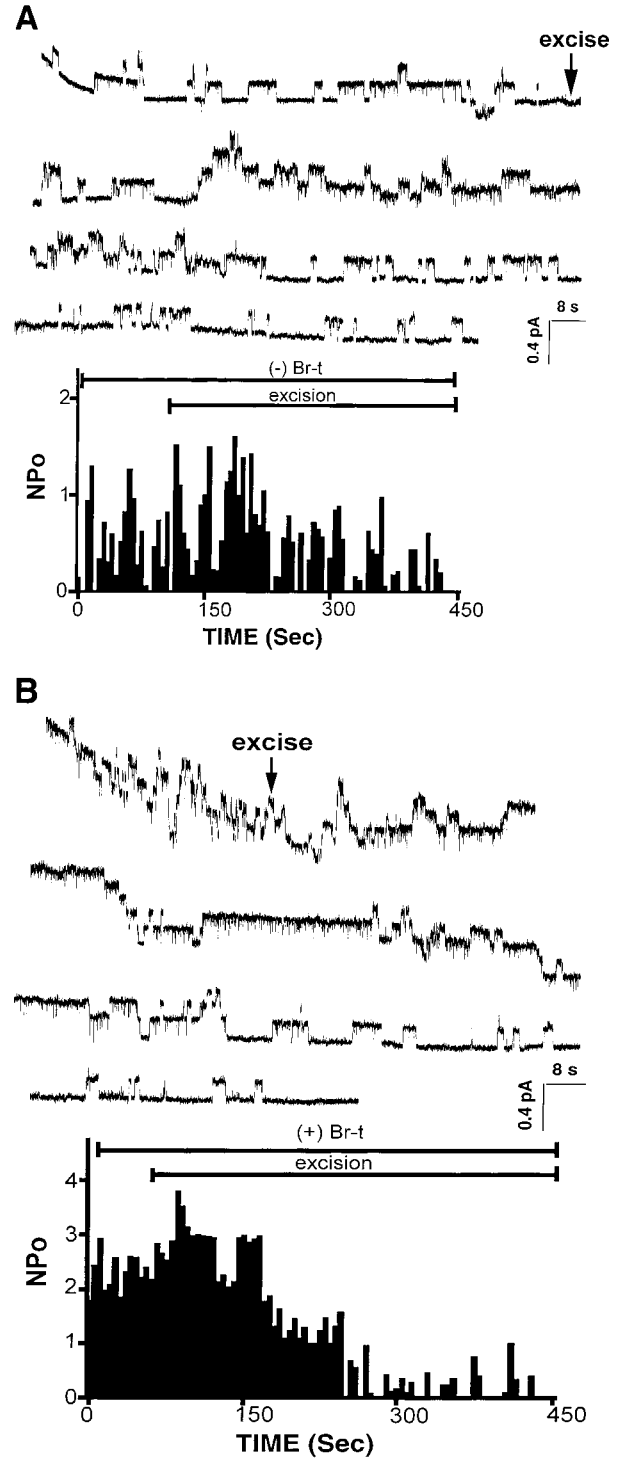 A
excise
8 s
0.4 pA
(-) Br-t
excision
2
1
0
NPo
0 150 300 450
TIME (Sec)
B
excise
8 s
0.4 pA
(+) Br-t
excision
4
3
2
1
0
NPo
0 150 300 450
TIME (Sec)